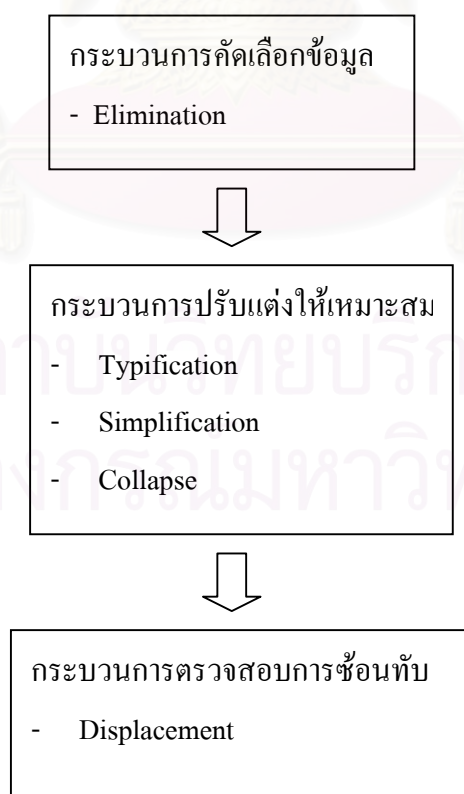 กระบวนการคัดเลือกข้อมูล
- Elimination
กระบวนการปรับแต่งให้เหมาะสม
- Typification
- Simplification
- Collapse
กระบวนการตรวจสอบการซ้อนทับ
- Displacement